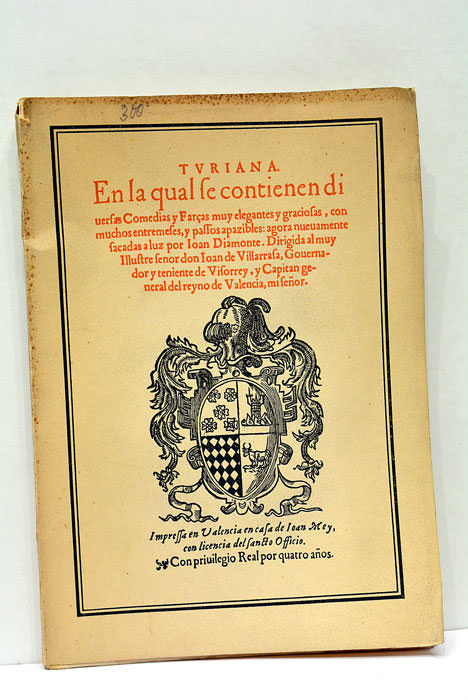 300
TVRIANA.
En la qual ſe contienen di
uerſas Comedias y Farças muy elegantes y gracioſas, con
muchos entremeſes, y paſſos apazibles: agora nueuamente
ſacadas a luz por Ioan Diamonte. Dirigida al muy
Illuſtre ſenor don Ioan de Villarraſa, Gouerna-
dor y teniente de Viſorrey, y Capitan ge-
neral del reyno de Valencia, mi ſeñor.
Impreſſa en Valencia en caſa de Ioan Mey,
con licencia del ſancto Officio.
Con priuilegio Real por quatro años.